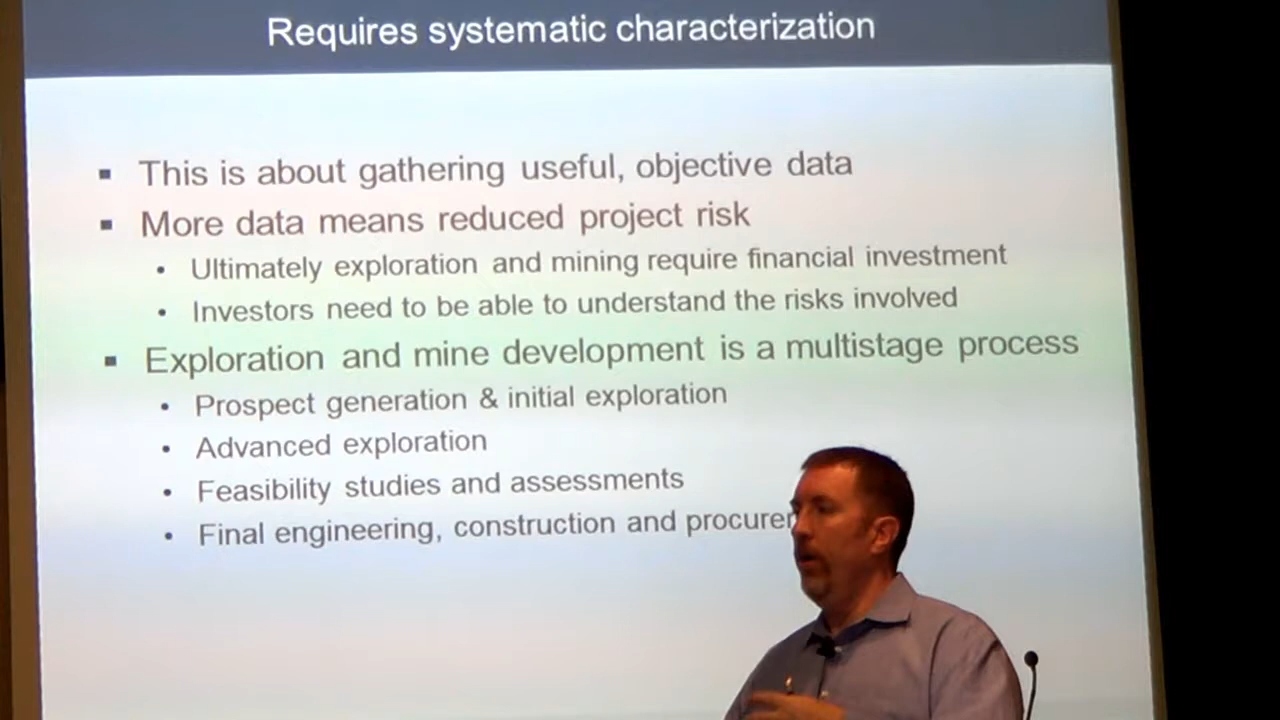 Requires systematic characterization
▪ This is about gathering useful, objective data
▪ More data means reduced project risk
• Ultimately exploration and mining require financial investment
• Investors need to be able to understand the risks involved
▪ Exploration and mine development is a multistage process
• Prospect generation & initial exploration
• Advanced exploration
• Feasibility studies and assessments
• Final engineering, construction and